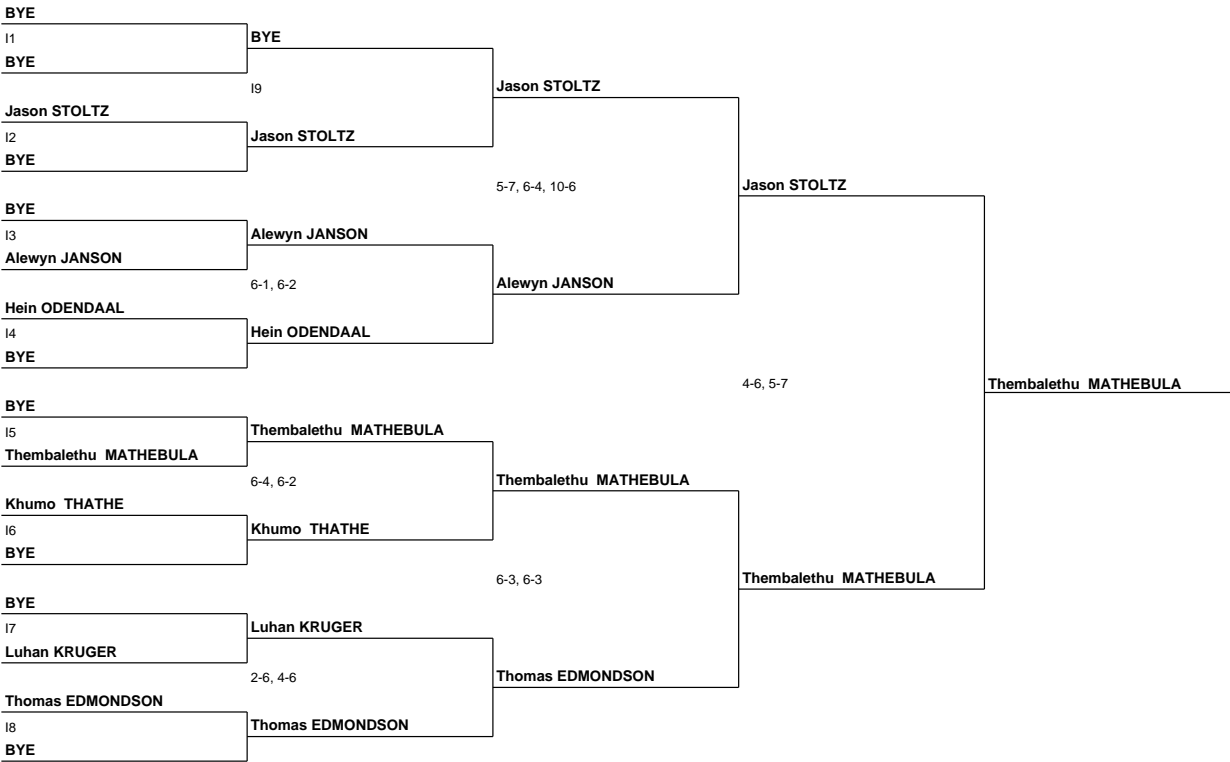 BYE
I1
BYE
BYE
I9
Jason STOLTZ
Jason STOLTZ
I2
Jason STOLTZ
BYE
5-7, 6-4, 10-6
Jason STOLTZ
BYE
I3
Alewyn JANSON
Alewyn JANSON
6-1, 6-2
Alewyn JANSON
Hein ODENDAAL
I4
Hein ODENDAAL
BYE
4-6, 5-7
Thembalethu MATHEBULA
BYE
I5
Thembalethu MATHEBULA
Thembalethu MATHEBULA
6-4, 6-2
Thembalethu MATHEBULA
Khumo THATHE
I6
Khumo THATHE
BYE
6-3, 6-3
Thembalethu MATHEBULA
BYE
I7
Luhan KRUGER
Luhan KRUGER
2-6, 4-6
Thomas EDMONDSON
Thomas EDMONDSON
I8
Thomas EDMONDSON
BYE